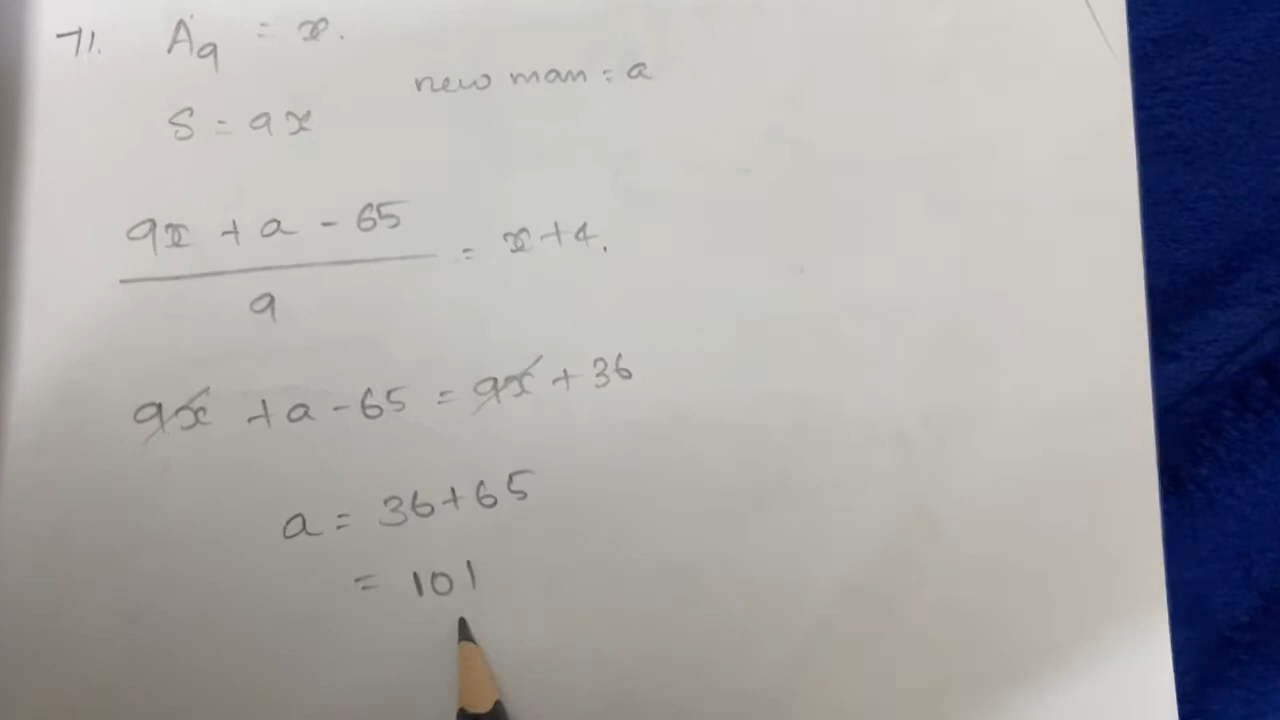 71. A9 = x.
new man = a
S = 9x
9x + a - 65
= x + 4.
9
9x + a - 65 = 9x + 36
a = 36 + 65
= 101